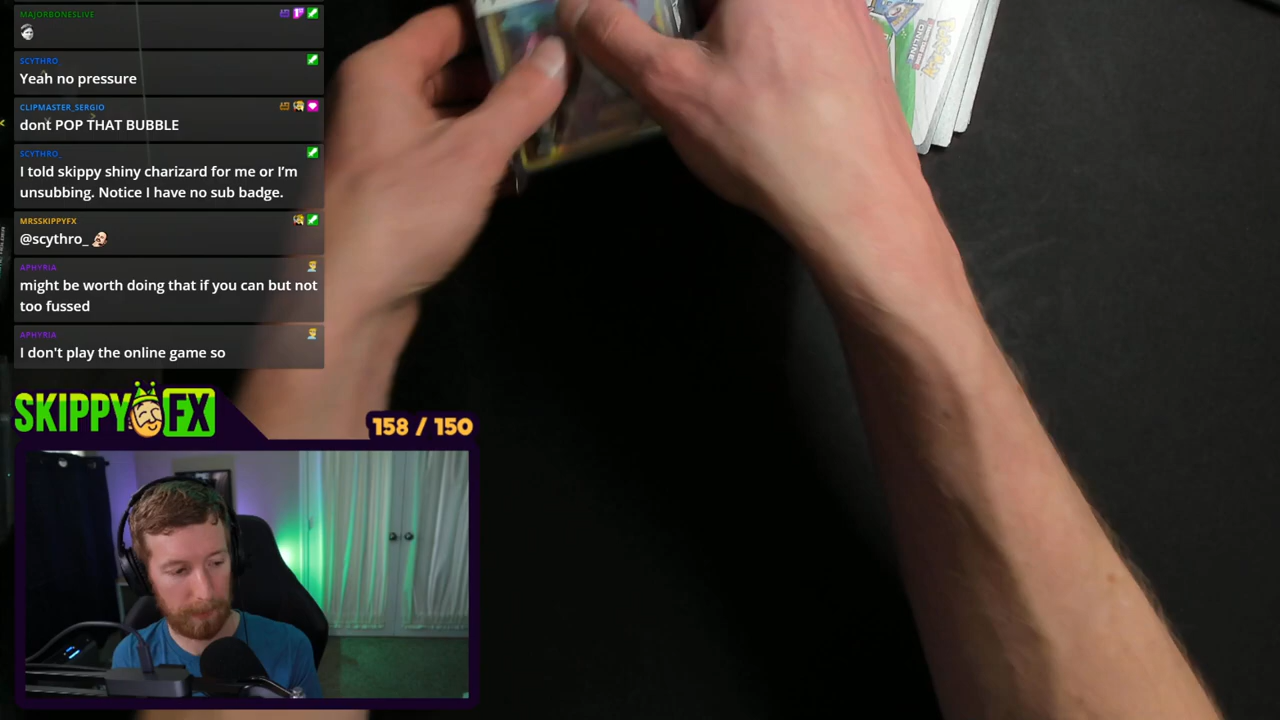 MAJORBONESLIVE
SCYTHRO_
Yeah no pressure
CLIPMASTER_SERGIO
dont POP THAT BUBBLE
SCYTHRO_
I told skippy shiny charizard for me or I'm
unsubbing. Notice I have no sub badge.
MRSSKIPPYFX
@scythro_
APHYRIA
might be worth doing that if you can but not
too fussed
APHYRIA
I don't play the online game so
SKIPPY FX
158 / 150